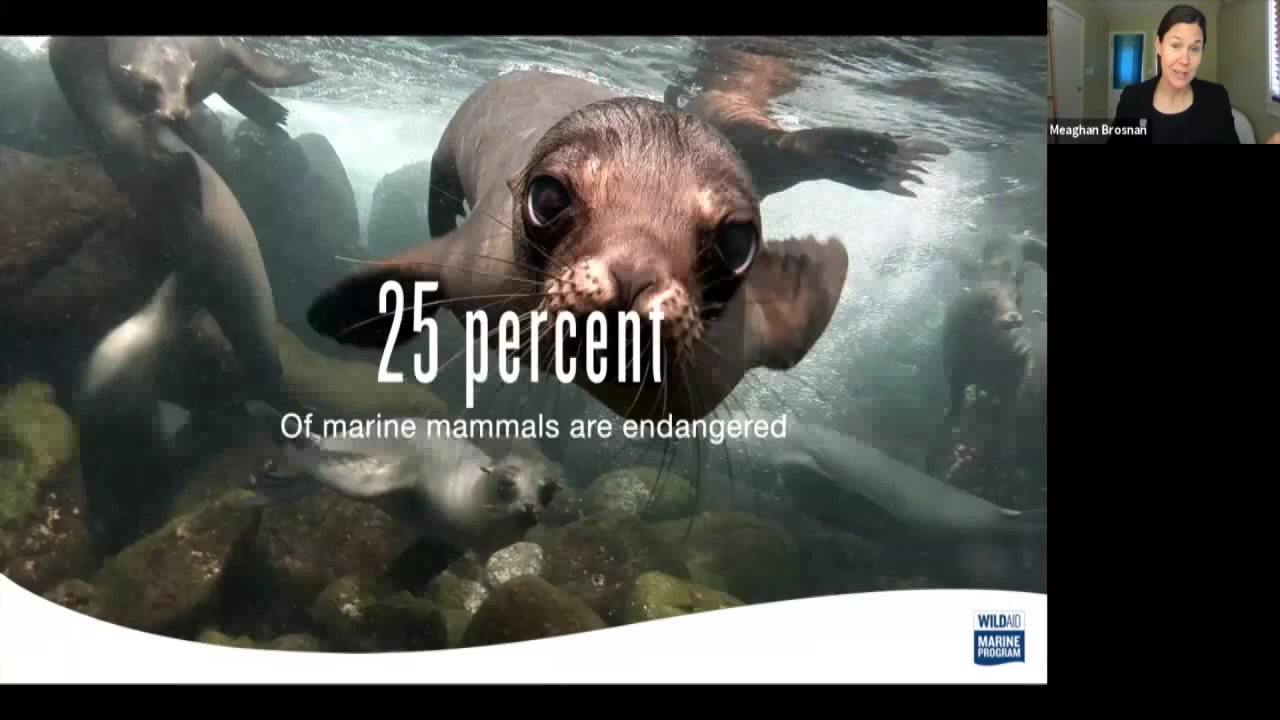 Meaghan Brosnan
25 percent
Of marine mammals are endangered
WILDAID
MARINE
PROGRAM